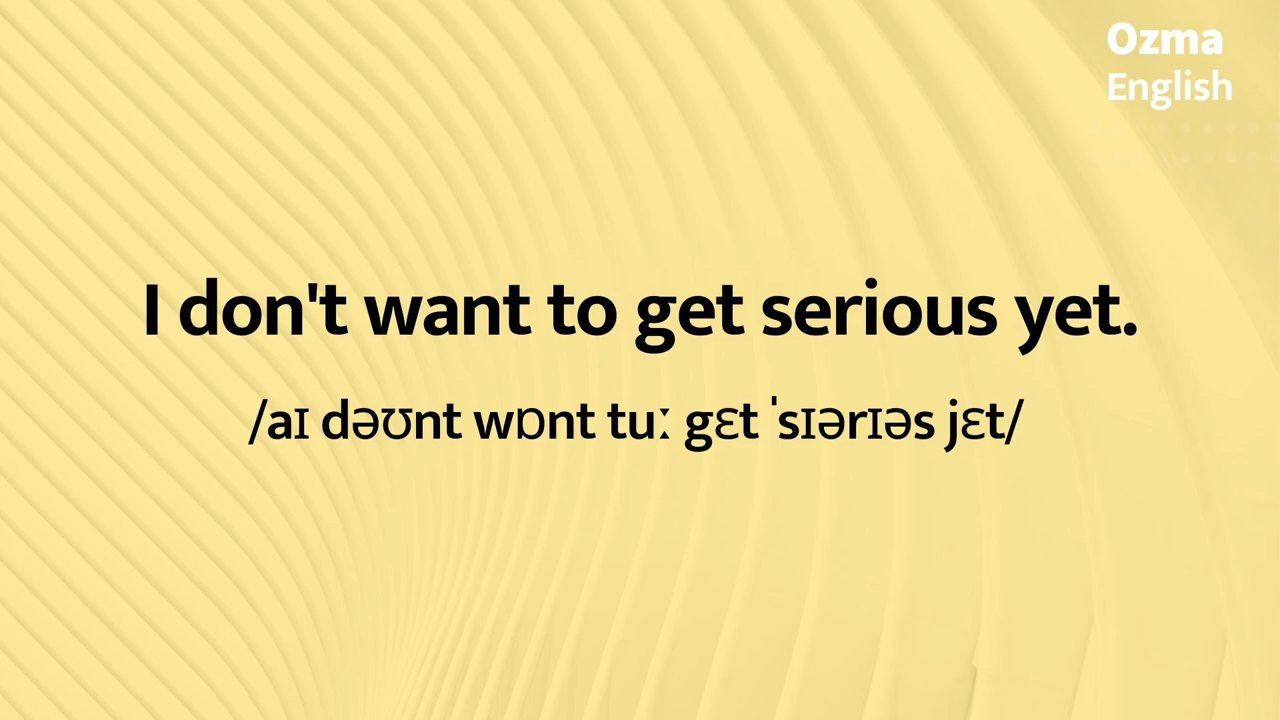 Ozma
English
I don't want to get serious yet.
/aɪ dəʊnt wɒnt tuː gɛt ˈsɪərɪəs jɛt/